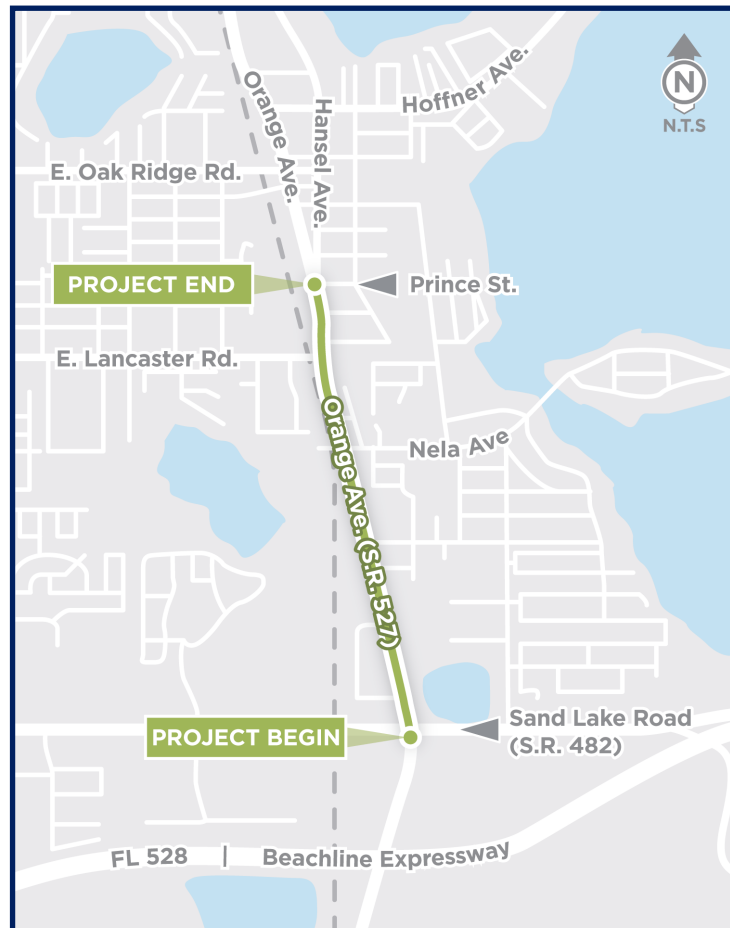 Orange Ave.
Hansel Ave.
Hoffner Ave.
N
N.T.S
E. Oak Ridge Rd.
PROJECT END
Prince St.
E. Lancaster Rd.
Orange Ave. (S.R. 527)
Nela Ave
PROJECT BEGIN
Sand Lake Road
(S.R. 482)
FL 528 | Beachline Expressway